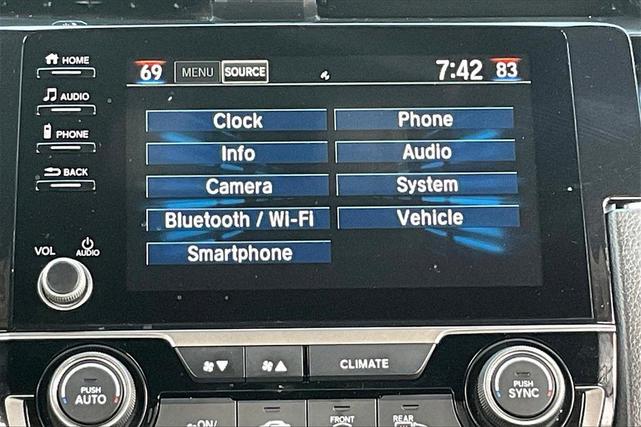 HOME
69 MENU SOURCE 7:42 83
AUDIO
Clock Phone
PHONE
Info Audio
BACK
Camera System
Bluetooth / Wi-Fi Vehicle
VOL AUDIO
Smartphone
CLIMATE
PUSH AUTO
PUSH SYNC
ON/
FRONT
REAR